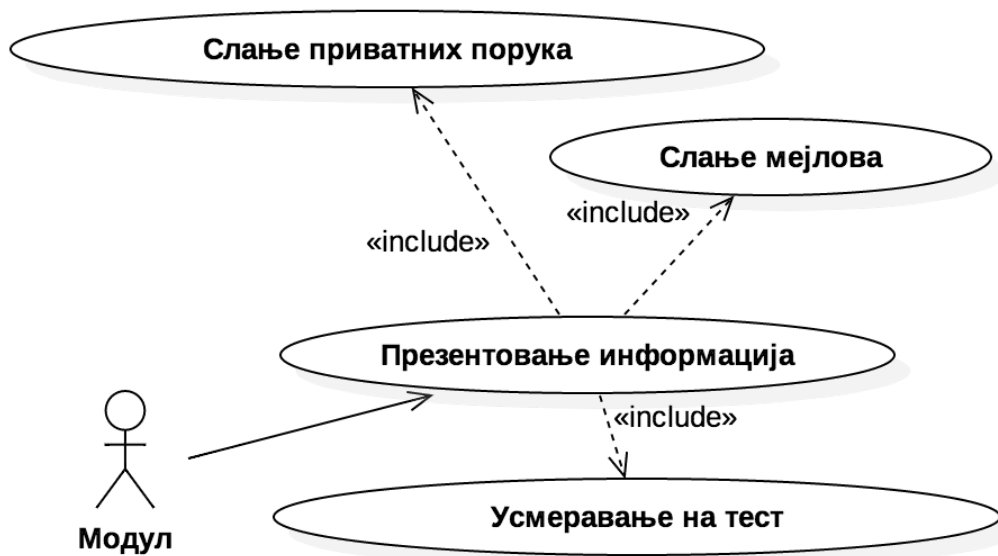 Слање приватних порука
Слање мејлова
«include»
«include»
Презентовање информација
«include»
Усмеравање на тест
Модул